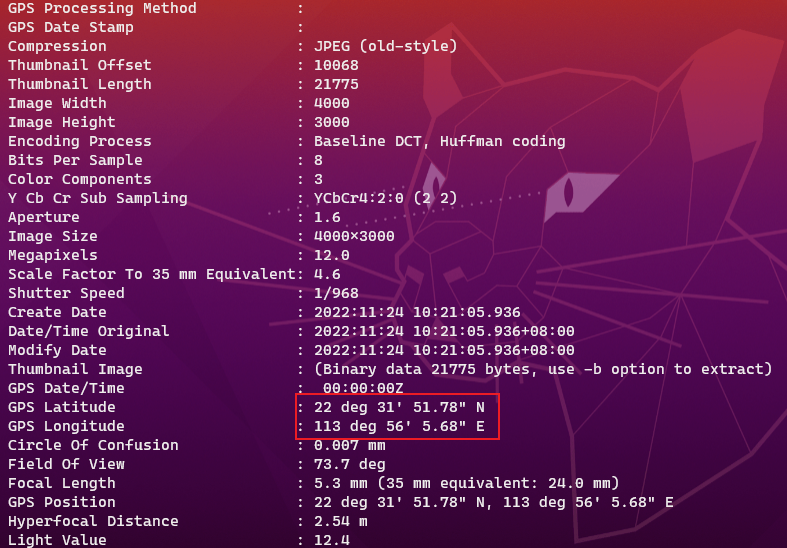 GPS Processing Method :
GPS Date Stamp :
Compression : JPEG (old-style)
Thumbnail Offset : 10068
Thumbnail Length : 21775
Image Width : 4000
Image Height : 3000
Encoding Process : Baseline DCT, Huffman coding
Bits Per Sample : 8
Color Components : 3
Y Cb Cr Sub Sampling : YCbCr4:2:0 (2 2)
Aperture : 1.6
Image Size : 4000×3000
Megapixels : 12.0
Scale Factor To 35 mm Equivalent: 4.6
Shutter Speed : 1/968
Create Date : 2022:11:24 10:21:05.936
Date/Time Original : 2022:11:24 10:21:05.936+08:00
Modify Date : 2022:11:24 10:21:05.936+08:00
Thumbnail Image : (Binary data 21775 bytes, use -b option to extract)
GPS Date/Time : 00:00:00Z
GPS Latitude : 22 deg 31' 51.78" N
GPS Longitude : 113 deg 56' 5.68" E
Circle Of Confusion : 0.007 mm
Field Of View : 73.7 deg
Focal Length : 5.3 mm (35 mm equivalent: 24.0 mm)
GPS Position : 22 deg 31' 51.78" N, 113 deg 56' 5.68" E
Hyperfocal Distance : 2.54 m
Light Value : 12.4